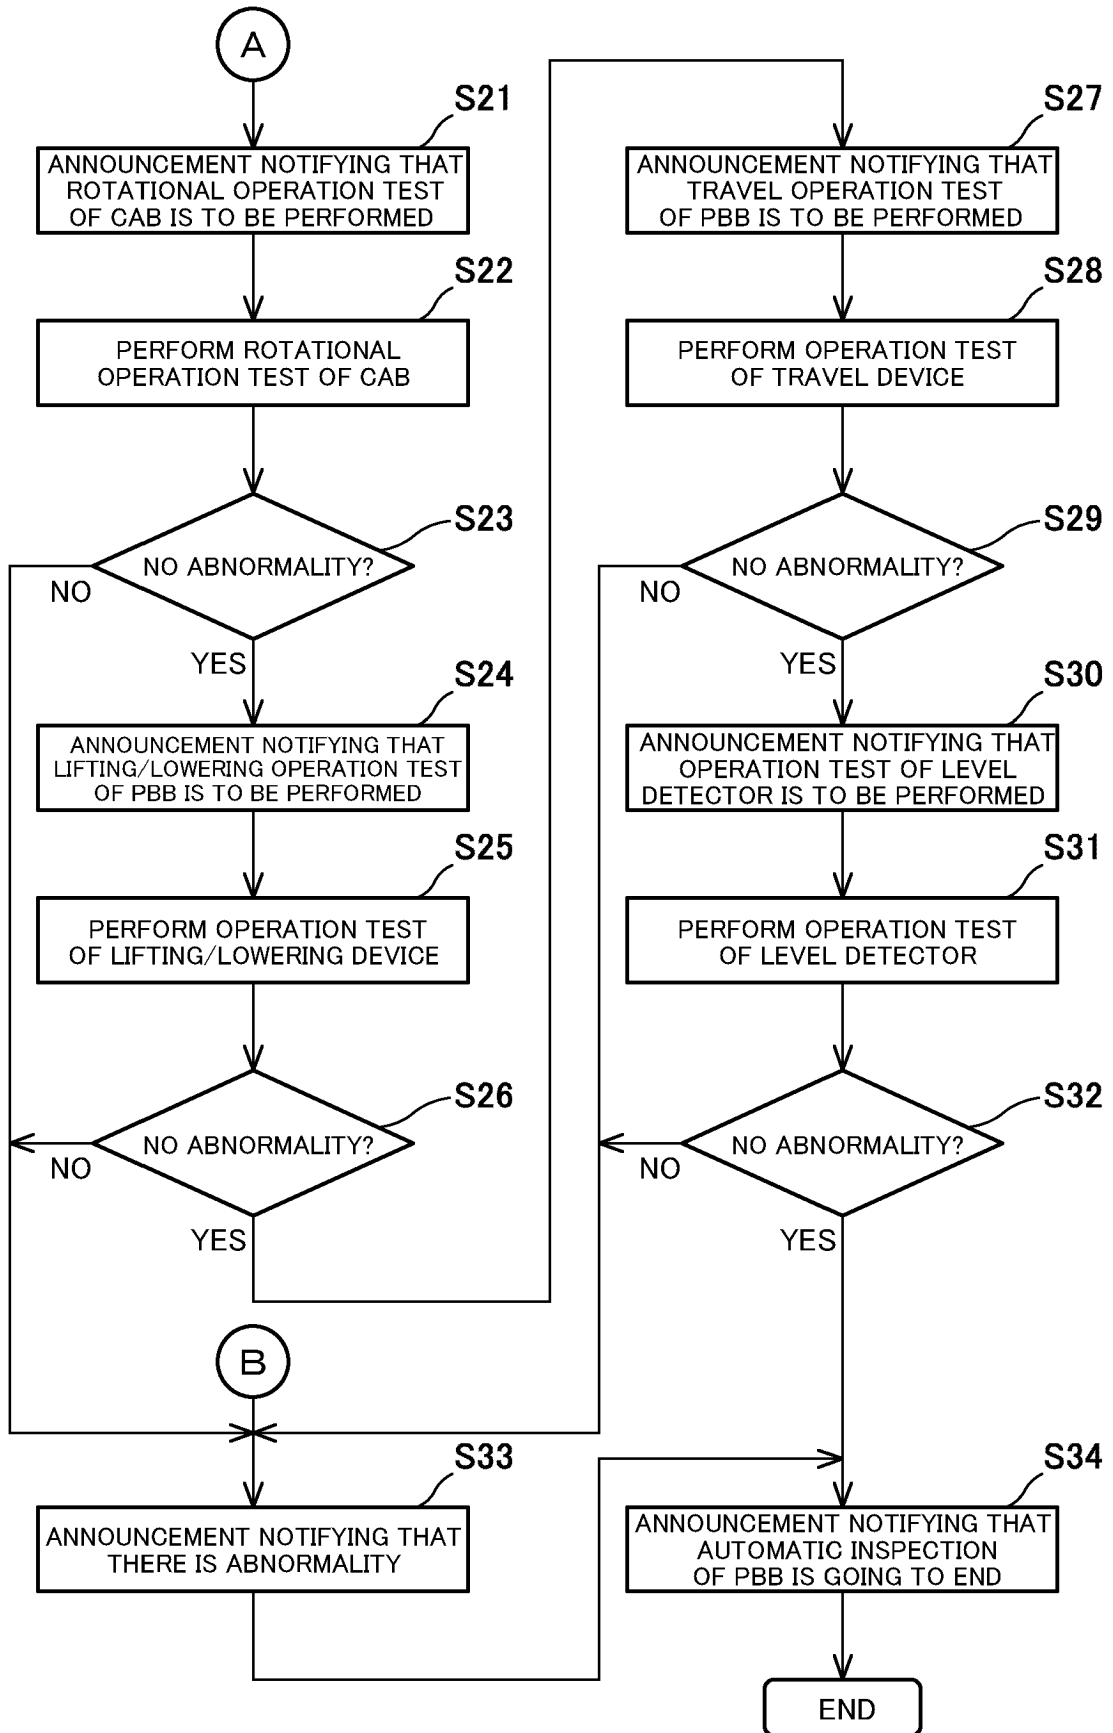 A
S21
ANNOUNCEMENT NOTIFYING THAT
ROTATIONAL OPERATION TEST
OF CAB IS TO BE PERFORMED
S22
PERFORM ROTATIONAL
OPERATION TEST OF CAB
S23
NO ABNORMALITY?
NO
YES
S24
ANNOUNCEMENT NOTIFYING THAT
LIFTING/LOWERING OPERATION TEST
OF PBB IS TO BE PERFORMED
S25
PERFORM OPERATION TEST
OF LIFTING/LOWERING DEVICE
S26
NO ABNORMALITY?
NO
YES
S27
ANNOUNCEMENT NOTIFYING THAT
TRAVEL OPERATION TEST
OF PBB IS TO BE PERFORMED
S28
PERFORM OPERATION TEST
OF TRAVEL DEVICE
S29
NO ABNORMALITY?
NO
YES
S30
ANNOUNCEMENT NOTIFYING THAT
OPERATION TEST OF LEVEL
DETECTOR IS TO BE PERFORMED
S31
PERFORM OPERATION TEST
OF LEVEL DETECTOR
S32
NO ABNORMALITY?
NO
YES
B
S33
ANNOUNCEMENT NOTIFYING THAT
THERE IS ABNORMALITY
S34
ANNOUNCEMENT NOTIFYING THAT
AUTOMATIC INSPECTION
OF PBB IS GOING TO END
END